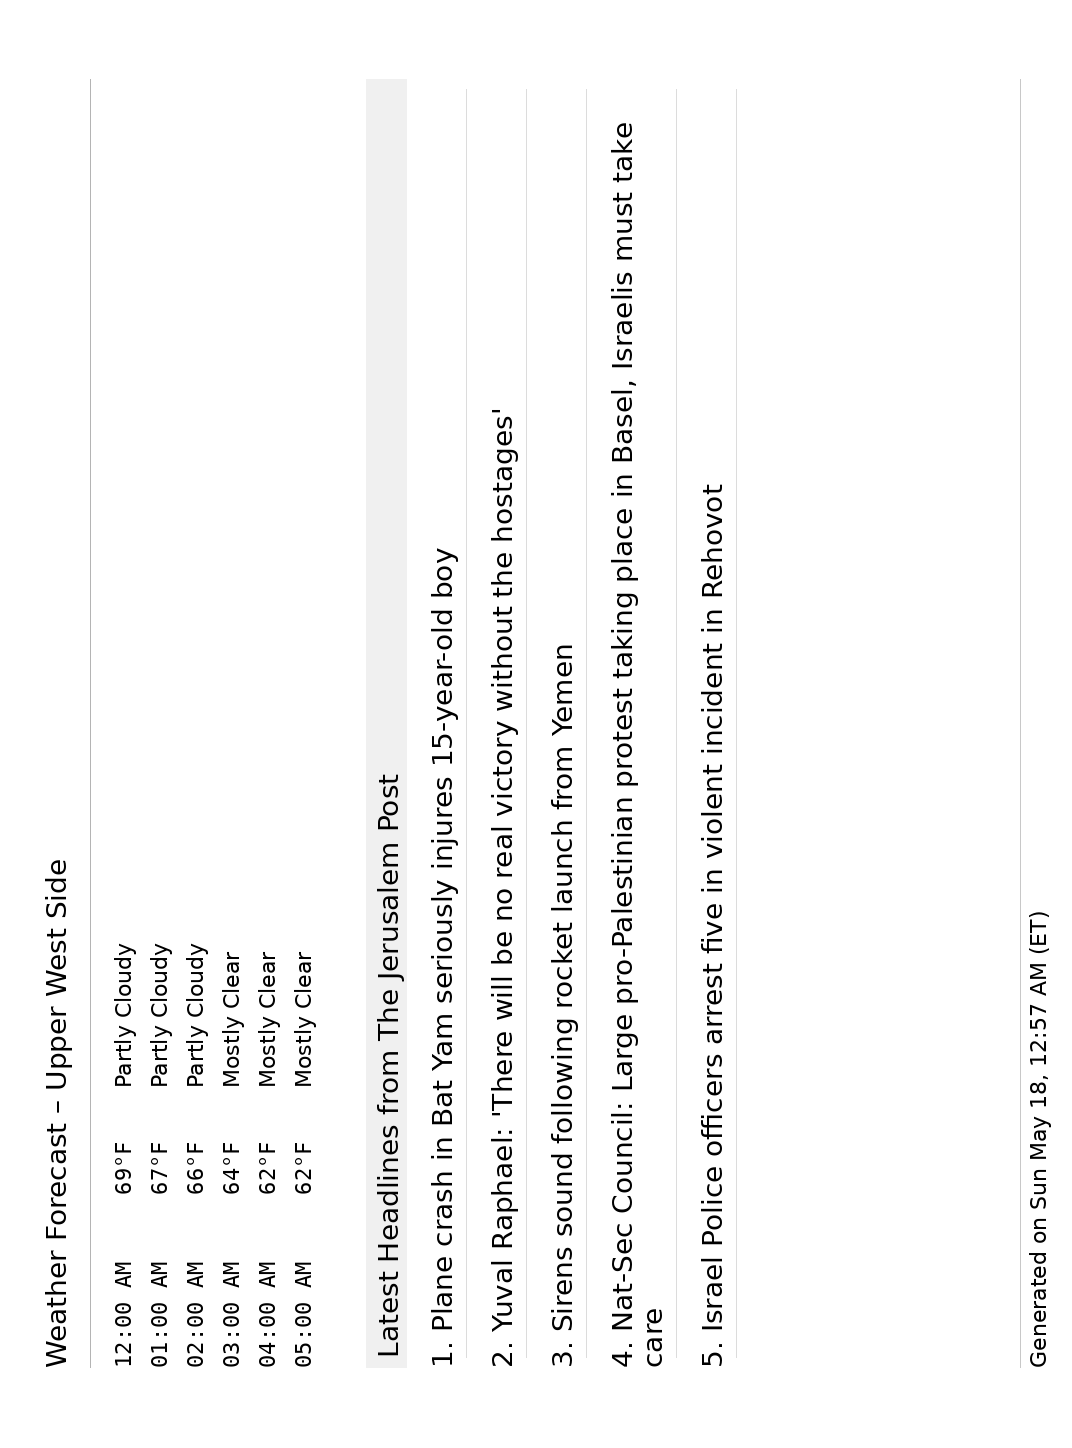 Weather Forecast – Upper West Side
12:00 AM 69°F Partly Cloudy
01:00 AM 67°F Partly Cloudy
02:00 AM 66°F Partly Cloudy
03:00 AM 64°F Mostly Clear
04:00 AM 62°F Mostly Clear
05:00 AM 62°F Mostly Clear
Latest Headlines from The Jerusalem Post
1. Plane crash in Bat Yam seriously injures 15-year-old boy
2. Yuval Raphael: 'There will be no real victory without the hostages'
3. Sirens sound following rocket launch from Yemen
4. Nat-Sec Council: Large pro-Palestinian protest taking place in Basel, Israelis must take
care
5. Israel Police officers arrest five in violent incident in Rehovot
Generated on Sun May 18, 12:57 AM (ET)